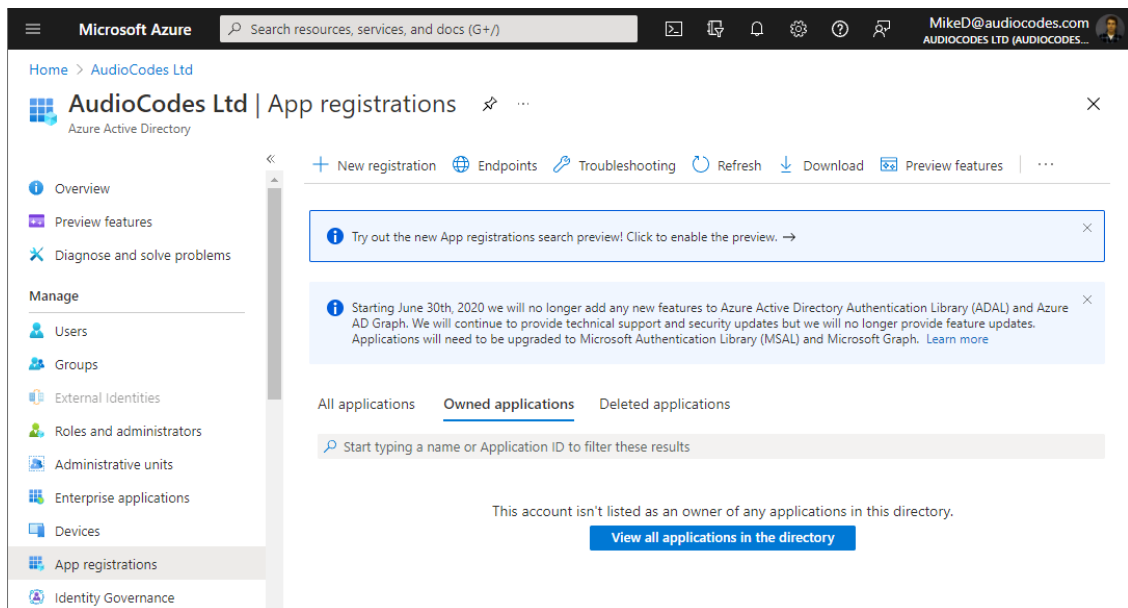 Microsoft Azure
Search resources, services, and docs (G+/)
MikeD@audiocodes.com
AUDIOCODES LTD (AUDIOCODES...
Home > AudioCodes Ltd
AudioCodes Ltd | App registrations
Azure Active Directory
New registration
Endpoints
Troubleshooting
Refresh
Download
Preview features
Overview
Preview features
Diagnose and solve problems
Manage
Users
Groups
External Identities
Roles and administrators
Administrative units
Enterprise applications
Devices
App registrations
Identity Governance
Try out the new App registrations search preview! Click to enable the preview. →
Starting June 30th, 2020 we will no longer add any new features to Azure Active Directory Authentication Library (ADAL) and Azure
AD Graph. We will continue to provide technical support and security updates but we will no longer provide feature updates.
Applications will need to be upgraded to Microsoft Authentication Library (MSAL) and Microsoft Graph. Learn more
All applications
Owned applications
Deleted applications
Start typing a name or Application ID to filter these results
This account isn't listed as an owner of any applications in this directory.
View all applications in the directory